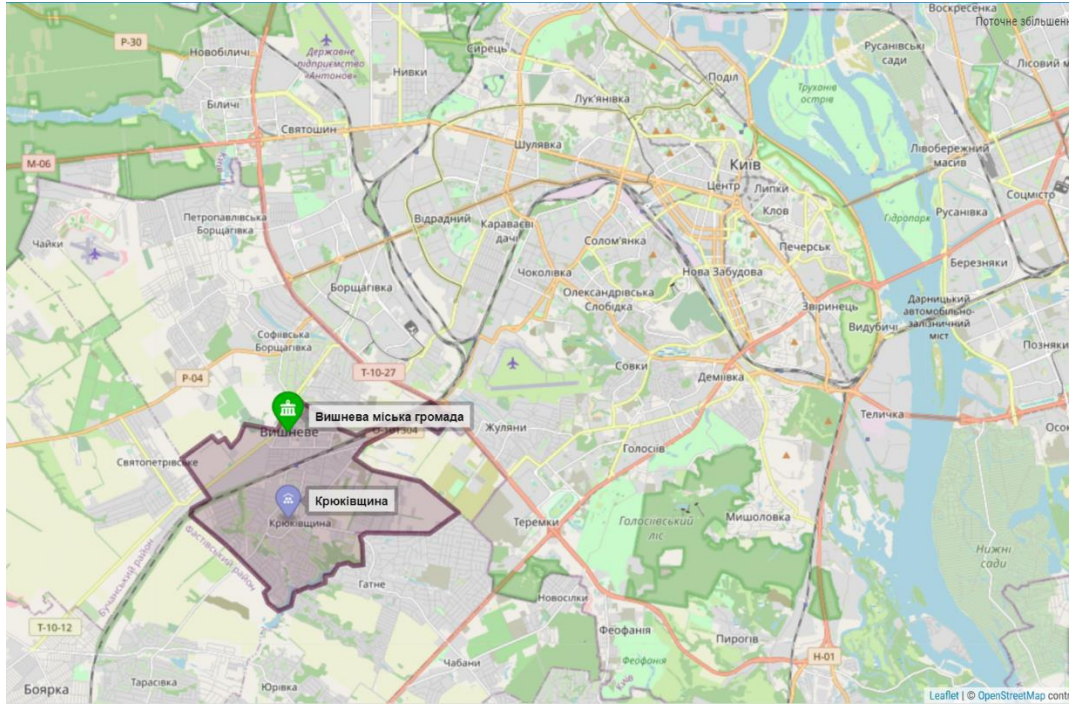 Воскресенка
Поточне збільшенн
Р-30
Новобіличі
Державне
підприємство
«Антонов»
Сирець
Нивки
Русанівські
сади
Лісовий м
Поділ
Труханів
острів
Біличі
Лук'янівка
Святошин
Шулявка
Київ
Лівобережний
масив
М-06
Центр
Липки
Соцмісто
Петропавлівська
Борщагівка
Відрадний
Караваєві
дачі
Клов
Гідропарк
Русанівка
Чайки
Солом'янка
Печерськ
Чоколівка
Нова Забудова
Березняки
Борщагівка
Олександрівська
Слобідка
Звіринець
Дарницький
автомобільно-
залізничний
міст
Видубичі
Софіївська
Борщагівка
Позняки
Р-04
Т-10-27
Совки
Деміївка
Вишнева міська громада
Вишневе
Жуляни
Теличка
Осок
Святопетрівське
Голосіїв
Крюківщина
Крюківщина
Теремки
Голосіївський
ліс
Мишоловка
Бучанський район
Фастівський район
Гатне
Нижні
сади
Новосілки
Т-10-12
Феофанія
Пирогів
Чабани
Феофанія
Київ
Н-01
Боярка
Тарасівка
Юрівка
Leaflet | © OpenStreetMap contr